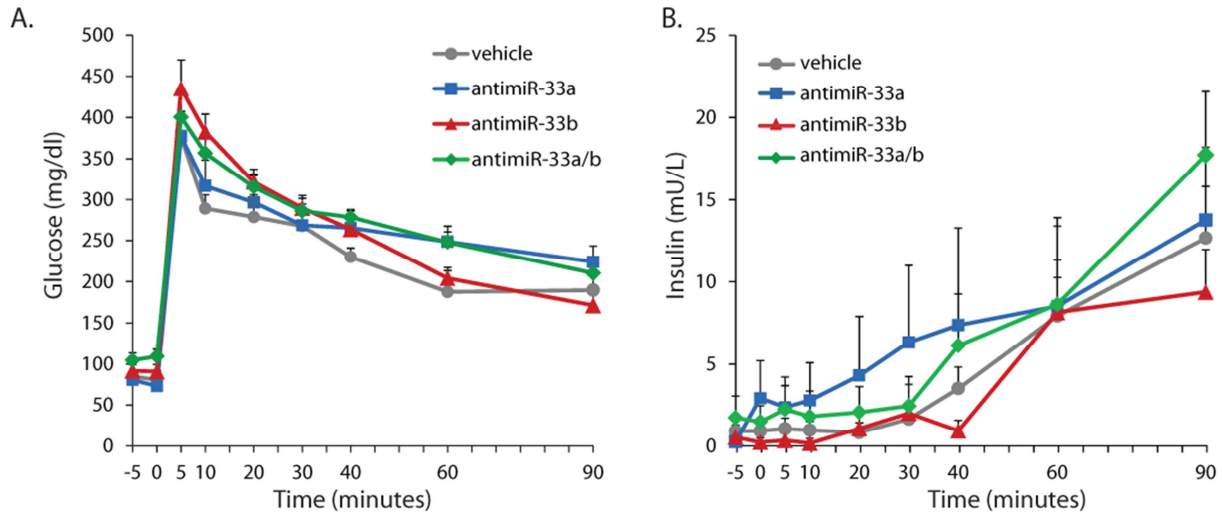 A.
500
450
400
350
300
250
200
150
100
50
0
Glucose (mg/dl)
-5 0 5 10 20 30 40 60 90
Time (minutes)
vehicle
antimiR-33a
antimiR-33b
antimiR-33a/b
B.
25
20
15
10
5
0
Insulin (mU/L)
-5 0 5 10 20 30 40 60 90
Time (minutes)
vehicle
antimiR-33a
antimiR-33b
antimiR-33a/b